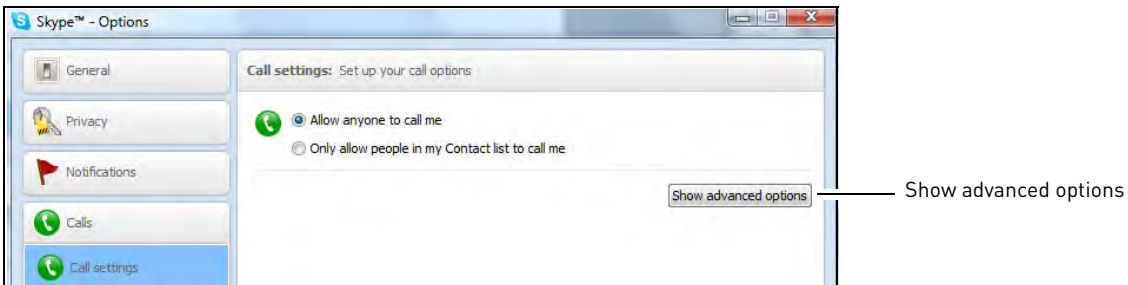 Skype™ - Options
General
Privacy
Notifications
Calls
Call settings
Call settings: Set up your call options
Allow anyone to call me
Only allow people in my Contact list to call me
Show advanced options
Show advanced options